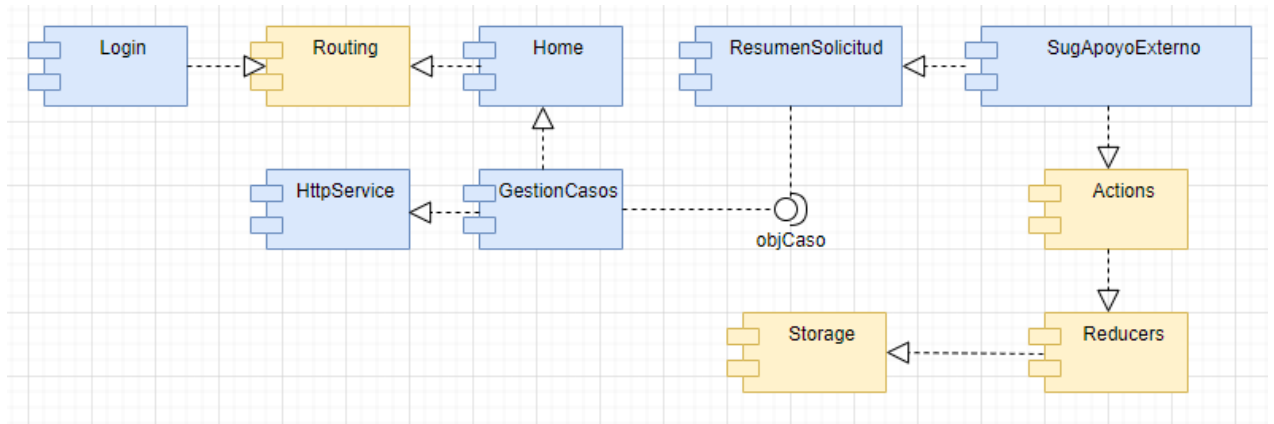 Login
Routing
Home
ResumenSolicitud
SugApoyoExterno
HttpService
GestionCasos
Actions
objCaso
Storage
Reducers